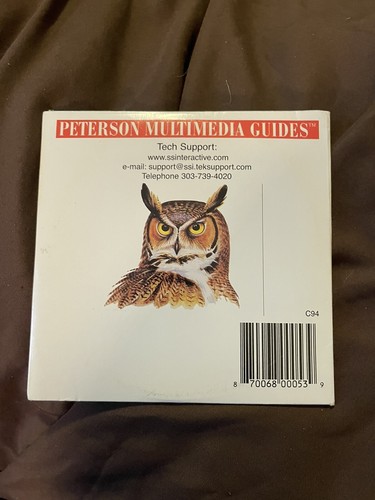 PETERSON MULTIMEDIA GUIDES™
Tech Support:
www.ssinteractive.com
e-mail: support@ssi.teksupport.com
Telephone 303-739-4020
C94
8 70068 00053 9